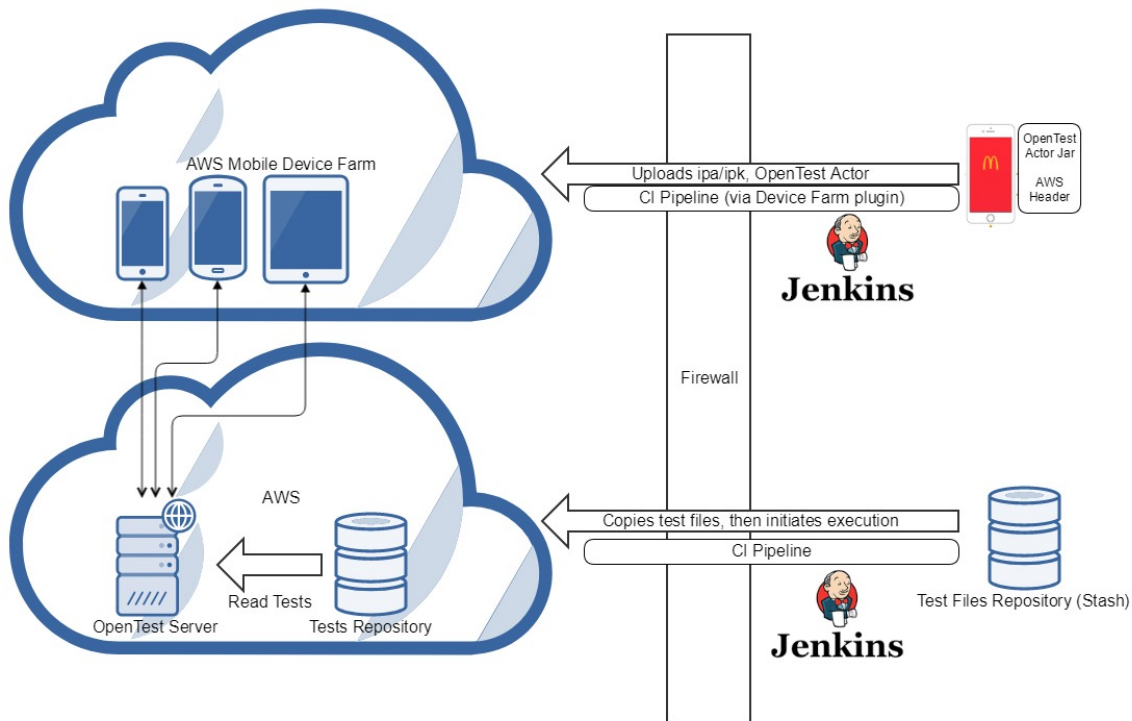 AWS Mobile Device Farm
Uploads ipa/ipk, OpenTest Actor
CI Pipeline (via Device Farm plugin)
Jenkins
OpenTest
Actor Jar
AWS
Header
Firewall
AWS
OpenTest Server
Read Tests
Tests Repository
Copies test files, then initiates execution
CI Pipeline
Jenkins
Test Files Repository (Stash)